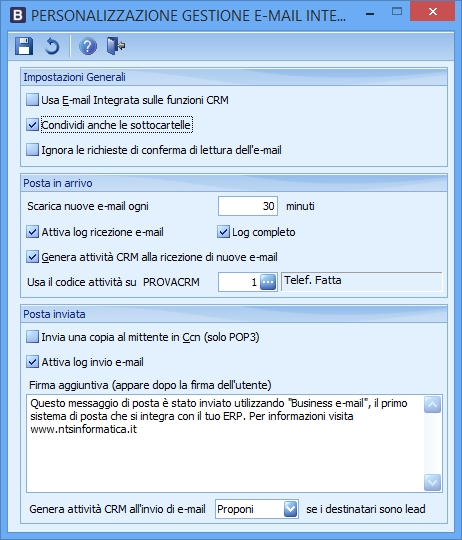 B PERSONALIZZAZIONE GESTIONE E-MAIL INTE...
Impostazioni Generali
Usa E-mail Integrata sulle funzioni CRM
Condividi anche le sottocartelle
Ignora le richieste di conferma di lettura dell'e-mail
Posta in arrivo
Scarica nuove e-mail ogni 30 minuti
Attiva log ricezione e-mail Log completo
Genera attività CRM alla ricezione di nuove e-mail
Usa il codice attività su PROVACRM 1 ... Telef. Fatta
Posta inviata
Invia una copia al mittente in Ccn (solo POP3)
Attiva log invio e-mail
Firma aggiuntiva (appare dopo la firma dell'utente)
Questo messaggio di posta è stato inviato utilizzando "Business e-mail", il primo
sistema di posta che si integra con il tuo ERP. Per informazioni visita
www.ntsinformatica.it
Genera attività CRM all'invio di e-mail Proponi se i destinatari sono lead